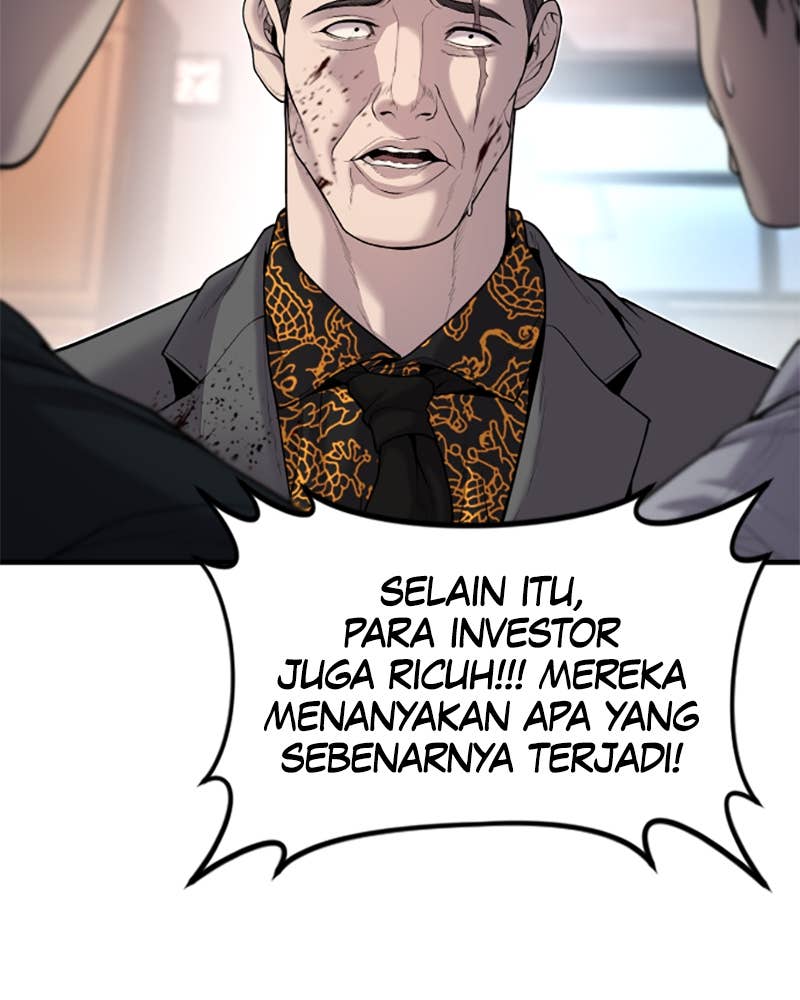 SELAIN ITU,
PARA INVESTOR
JUGA RICUH!!! MEREKA
MENANYAKAN APA YANG
SEBENARNYA TERJADI!